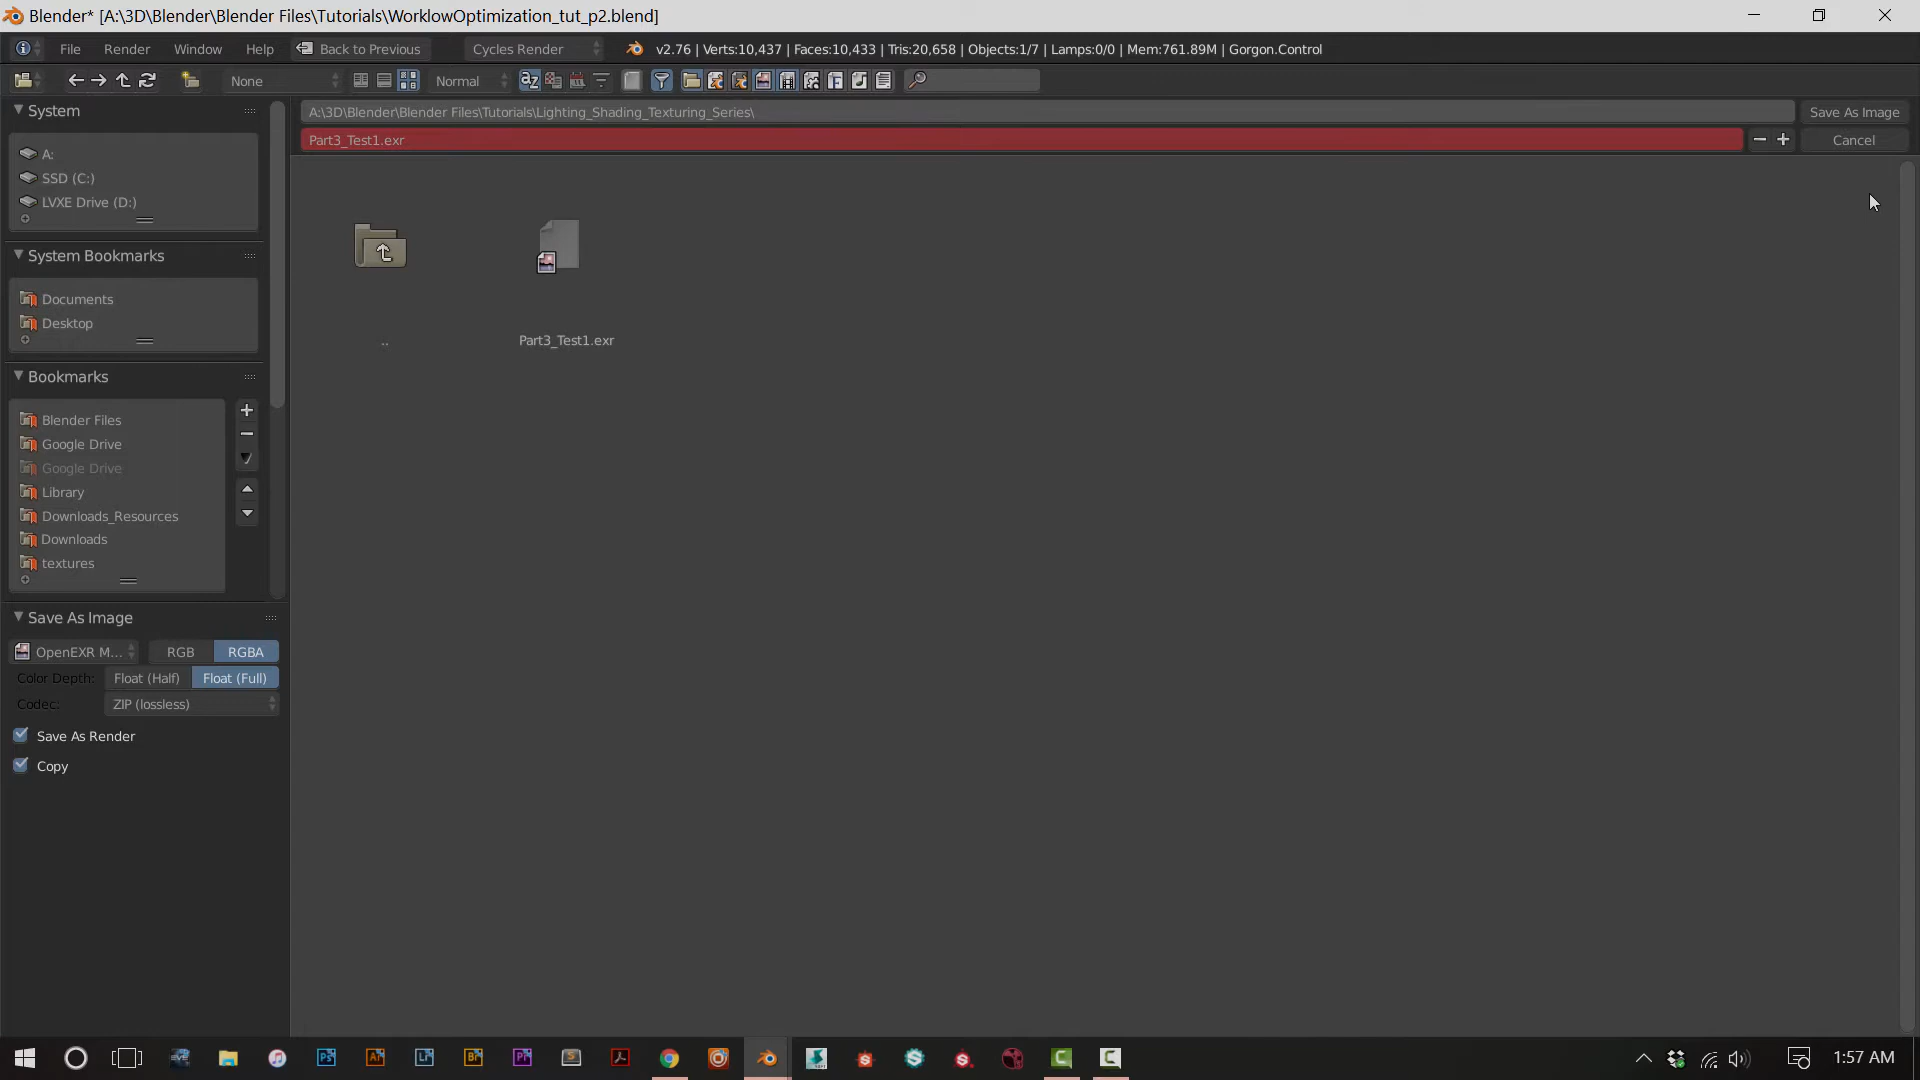 Blender* [A:\3D\Blender\Blender Files\Tutorials\WorklowOptimization_tut_p2.blend]
File Render Window Help Back to Previous Cycles Render v2.76 | Verts:10,437 | Faces:10,433 | Tris:20,658 | Objects:1/7 | Lamps:0/0 | Mem:761.89M | Gorgon.Control
None Normal
System
A:\3D\Blender\Blender Files\Tutorials\Lighting_Shading_Texturing_Series\ Save As Image
Part3_Test1.exr Cancel
A:
SSD (C:)
LVXE Drive (D:)
System Bookmarks
Documents
Desktop
.. Part3_Test1.exr
Bookmarks
Blender Files
Google Drive
Google Drive
Library
Downloads_Resources
Downloads
textures
Save As Image
OpenEXR M... RGB RGBA
Color Depth: Float (Half) Float (Full)
Codec: ZIP (lossless)
Save As Render
Copy
1:57 AM